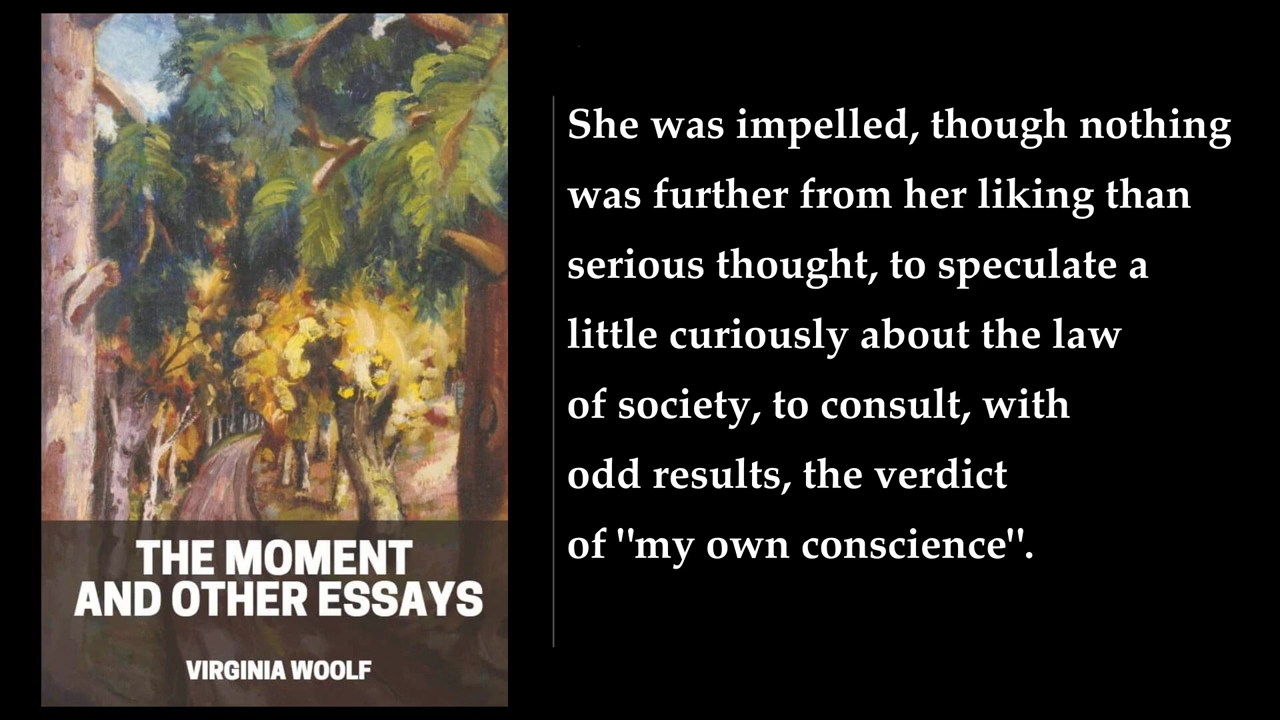 THE MOMENT
AND OTHER ESSAYS
VIRGINIA WOOLF
She was impelled, though nothing
was further from her liking than
serious thought, to speculate a
little curiously about the law
of society, to consult, with
odd results, the verdict
of "my own conscience".